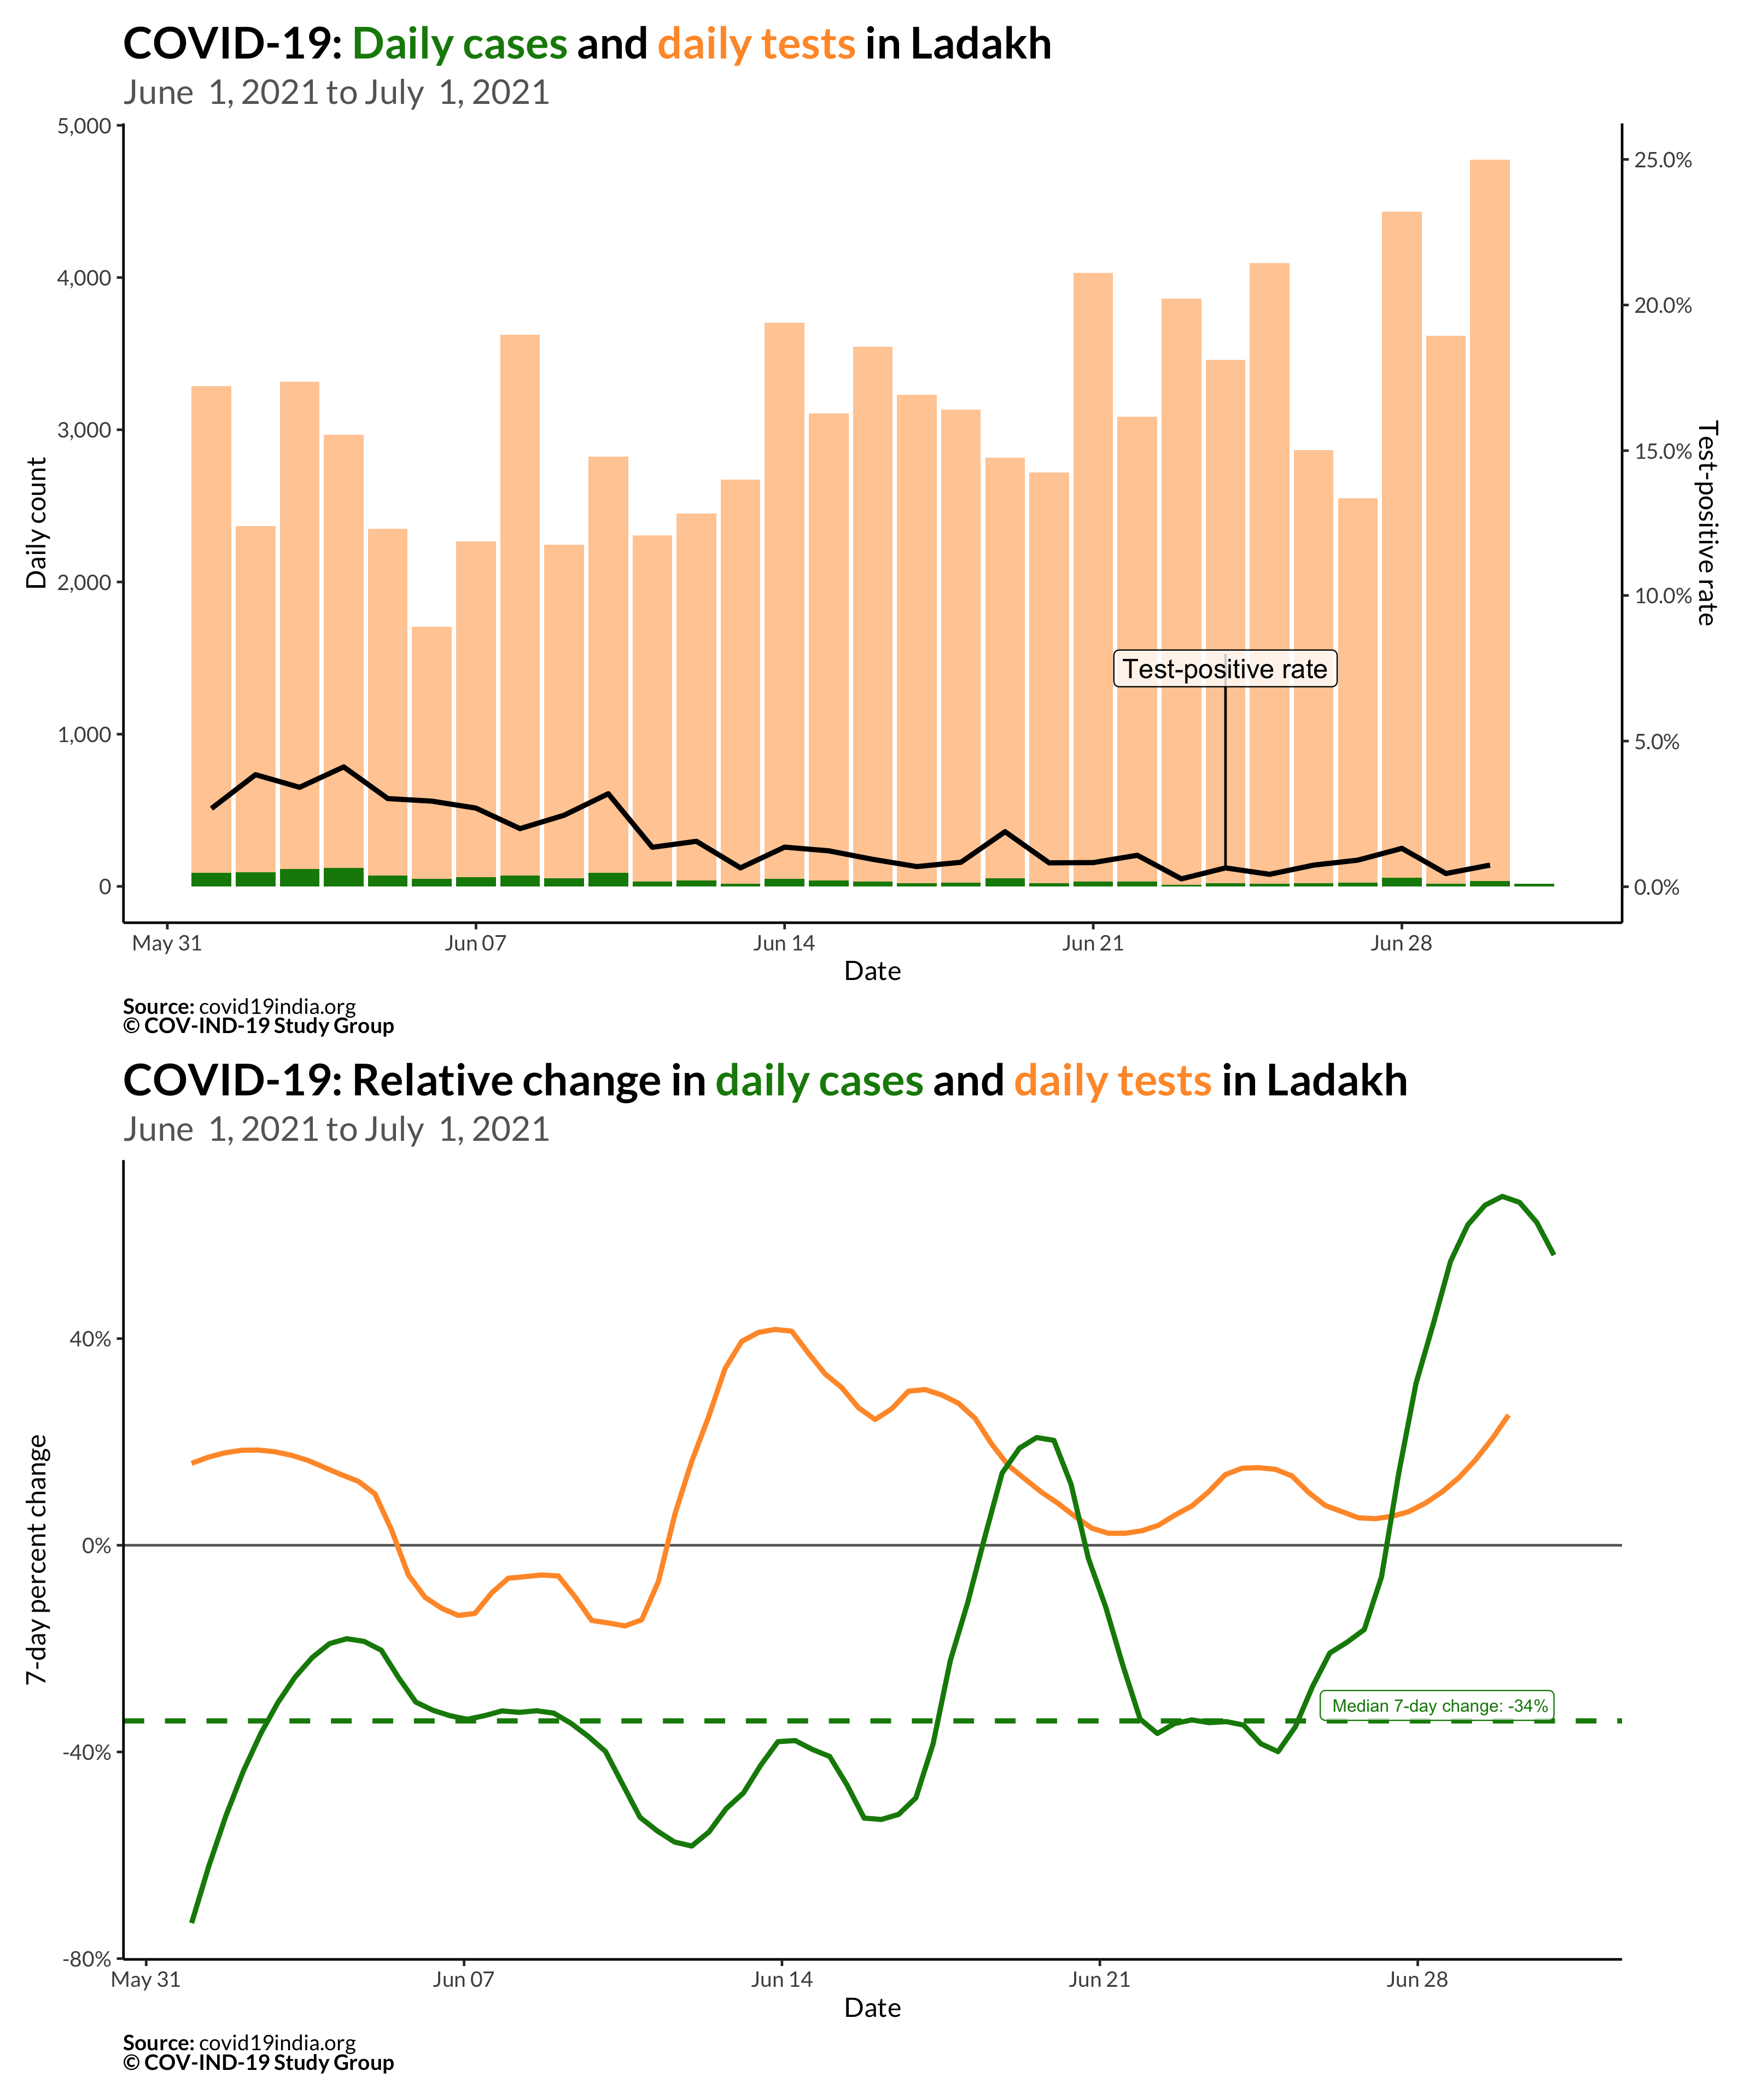 COVID-19: Daily cases and daily tests in Ladakh
June 1, 2021 to July 1, 2021
5,000
4,000
3,000
2,000
1,000
0
Daily count
25.0%
20.0%
15.0%
10.0%
5.0%
0.0%
Test-positive rate
Test-positive rate
May 31
Jun 07
Jun 14
Jun 21
Jun 28
Date
Source: covid19india.org
© COV-IND-19 Study Group
COVID-19: Relative change in daily cases and daily tests in Ladakh
June 1, 2021 to July 1, 2021
40%
0%
-40%
-80%
7-day percent change
Median 7-day change: -34%
May 31
Jun 07
Jun 14
Jun 21
Jun 28
Date
Source: covid19india.org
© COV-IND-19 Study Group